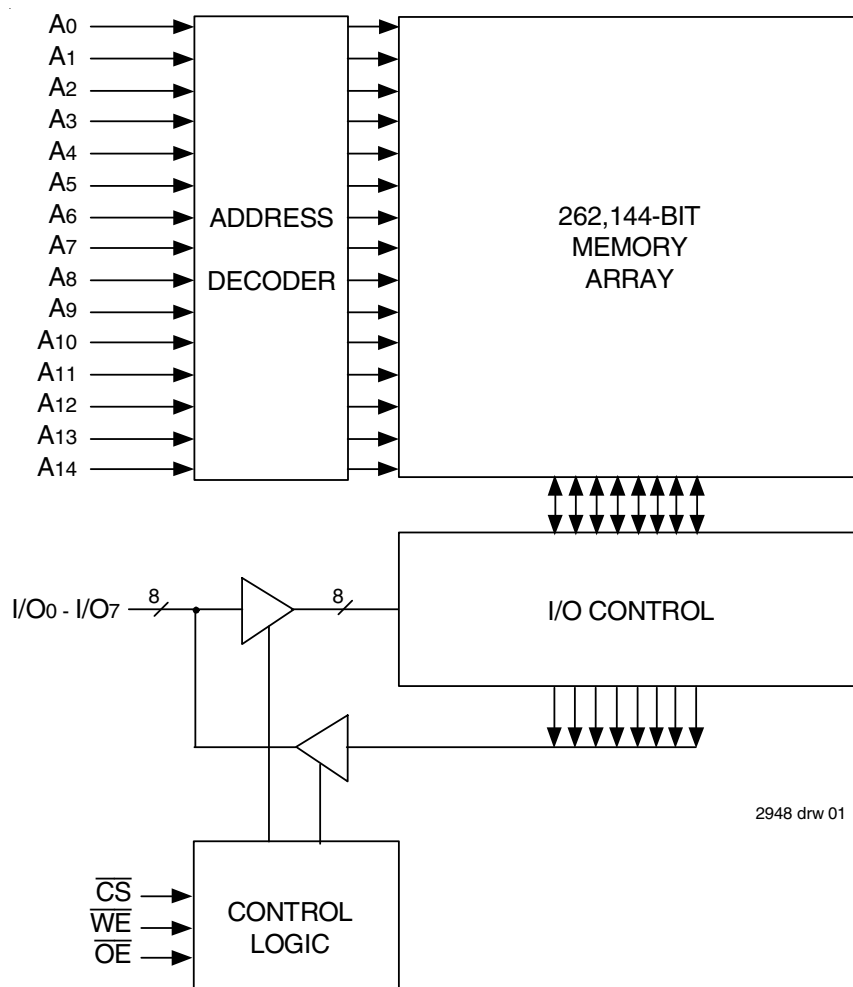 A0
A1
A2
A3
A4
A5
A6
A7
A8
A9
A10
A11
A12
A13
A14
ADDRESS
DECODER
262,144-BIT
MEMORY
ARRAY
I/O0 - I/O7
8
8
I/O CONTROL
2948 drw 01
CS
WE
OE
CONTROL
LOGIC